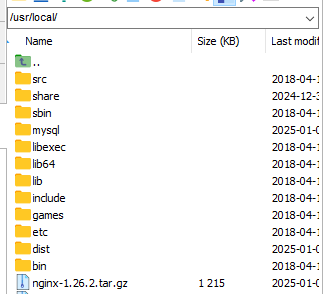 /usr/local/
Name Size (KB) Last modif
..
src 2018-04-1
share 2024-12-3
sbin 2018-04-1
mysql 2025-01-0
libexec 2018-04-1
lib64 2018-04-1
lib 2018-04-1
include 2018-04-1
games 2018-04-1
etc 2018-04-1
dist 2025-01-0
bin 2018-04-1
nginx-1.26.2.tar.gz 1 215 2025-01-0